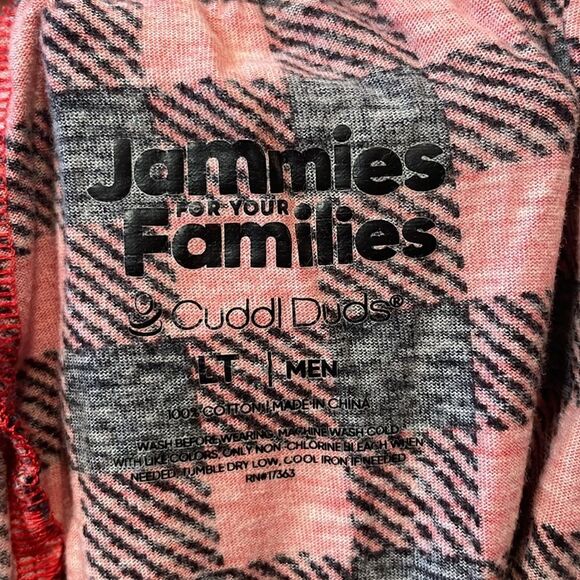 Jammies
FOR YOUR
Families
Cuddl Duds®
LT | MEN
100% COTTON | MADE IN CHINA
WASH BEFORE WEARING, MACHINE WASH COLD
WITH LIKE COLORS, ONLY NON-CHLORINE BLEACH WHEN
NEEDED, TUMBLE DRY LOW, COOL IRON IF NEEDED
RN#17363